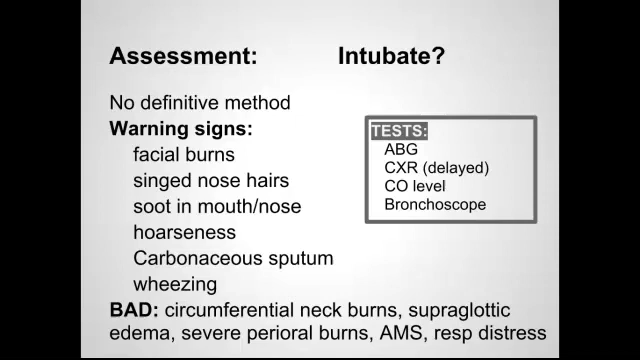 Assessment: Intubate?
No definitive method
Warning signs:
facial burns
singed nose hairs
soot in mouth/nose
hoarseness
Carbonaceous sputum
wheezing
TESTS:
ABG
CXR (delayed)
CO level
Bronchoscope
BAD: circumferential neck burns, supraglottic
edema, severe perioral burns, AMS, resp distress